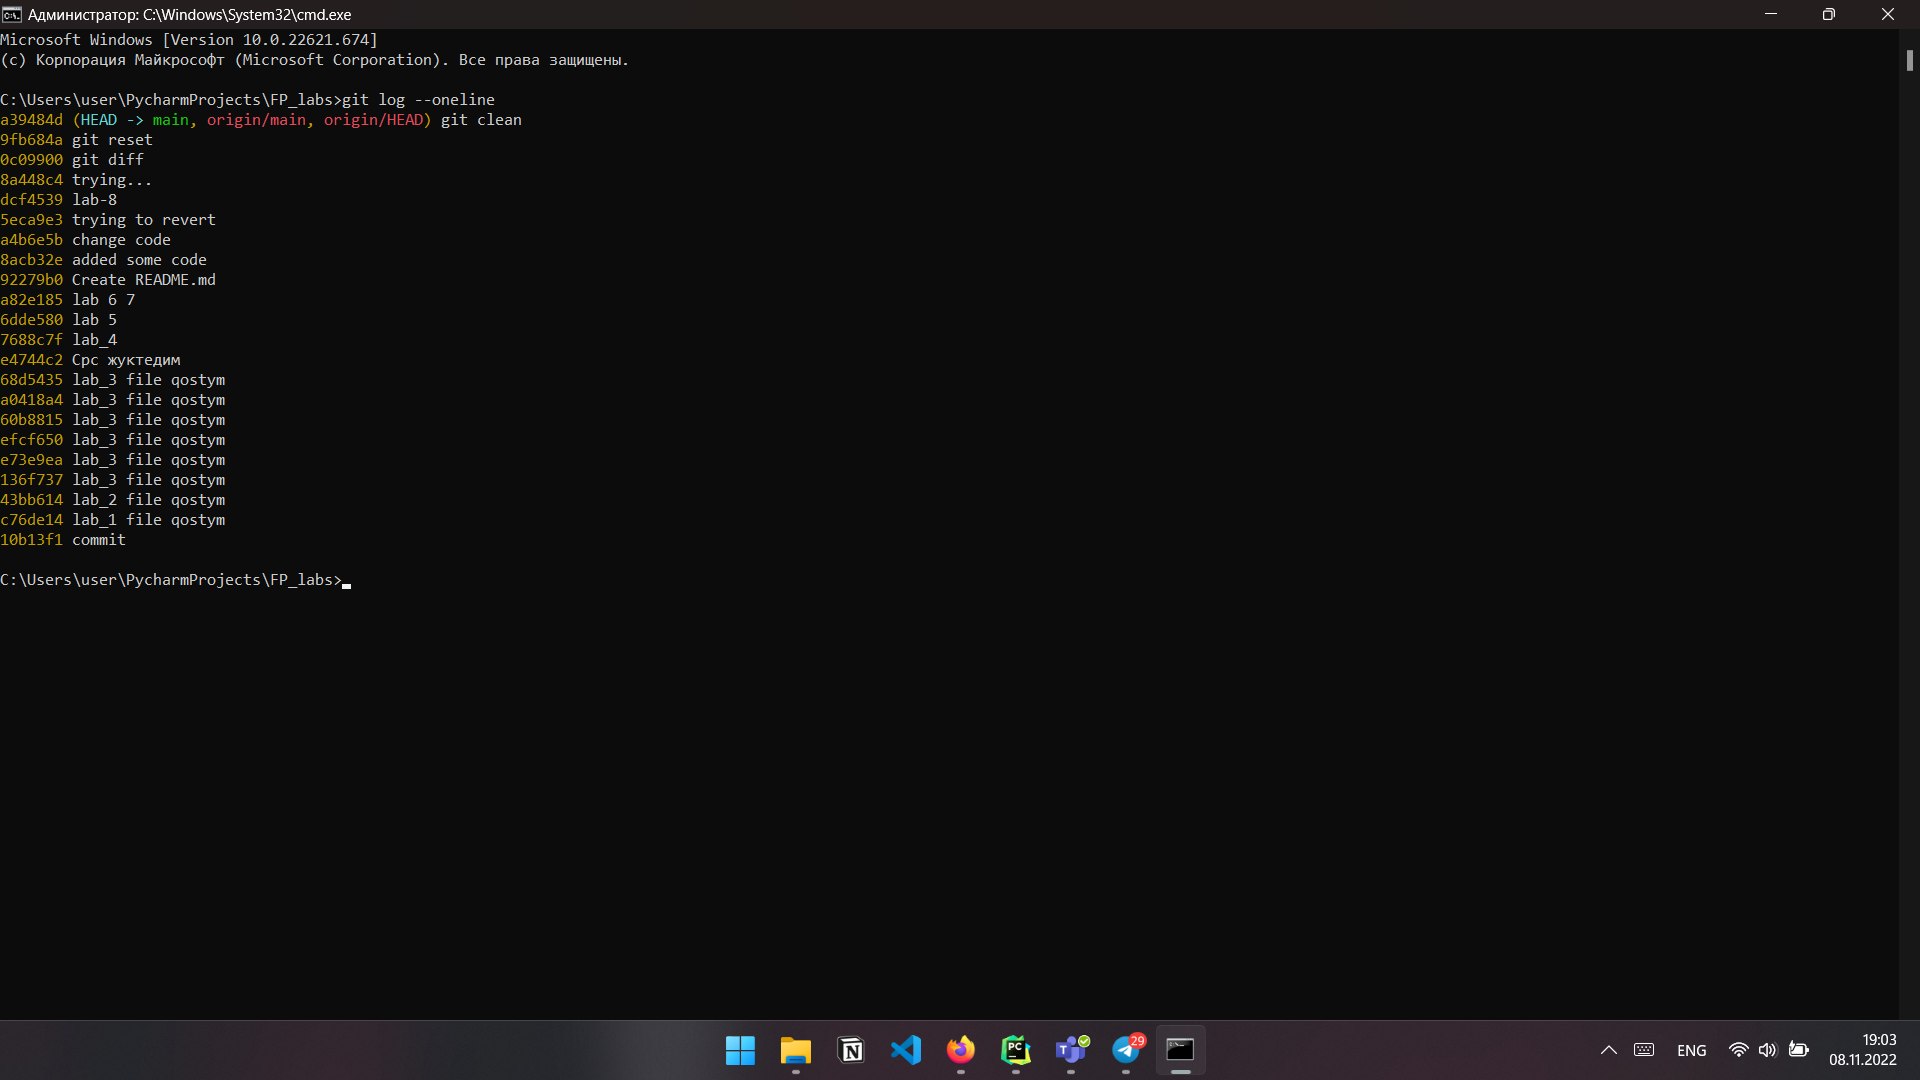 Администратор: C:\Windows\System32\cmd.exe
Microsoft Windows [Version 10.0.22621.674]
(c) Корпорация Майкрософт (Microsoft Corporation). Все права защищены.
C:\Users\user\PycharmProjects\FP_labs>git log --oneline
a39484d (HEAD -> main, origin/main, origin/HEAD) git clean
9fb684a git reset
0c09900 git diff
8a448c4 trying...
dcf4539 lab-8
5eca9e3 trying to revert
a4b6e5b change code
8acb32e added some code
92279b0 Create README.md
a82e185 lab 6 7
6dde580 lab 5
7688c7f lab_4
e4744c2 Срс жуктедим
68d5435 lab_3 file qostym
a0418a4 lab_3 file qostym
60b8815 lab_3 file qostym
efcf650 lab_3 file qostym
e73e9ea lab_3 file qostym
136f737 lab_3 file qostym
43bb614 lab_2 file qostym
c76de14 lab_1 file qostym
10b13f1 commit
C:\Users\user\PycharmProjects\FP_labs>
29
ENG
19:03
08.11.2022